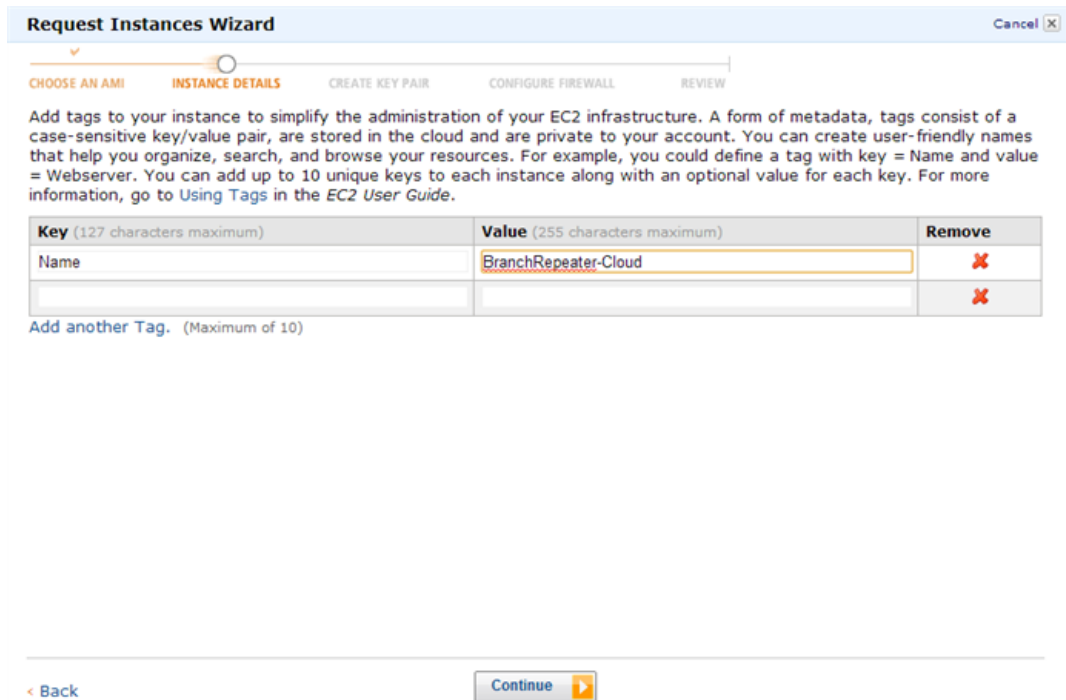 Request Instances Wizard
Cancel
CHOOSE AN AMI INSTANCE DETAILS CREATE KEY PAIR CONFIGURE FIREWALL REVIEW
Add tags to your instance to simplify the administration of your EC2 infrastructure. A form of metadata, tags consist of a
case-sensitive key/value pair, are stored in the cloud and are private to your account. You can create user-friendly names
that help you organize, search, and browse your resources. For example, you could define a tag with key = Name and value
= Webserver. You can add up to 10 unique keys to each instance along with an optional value for each key. For more
information, go to Using Tags in the EC2 User Guide.
Key (127 characters maximum) Value (255 characters maximum) Remove
Name BranchRepeater-Cloud
Add another Tag. (Maximum of 10)
< Back Continue